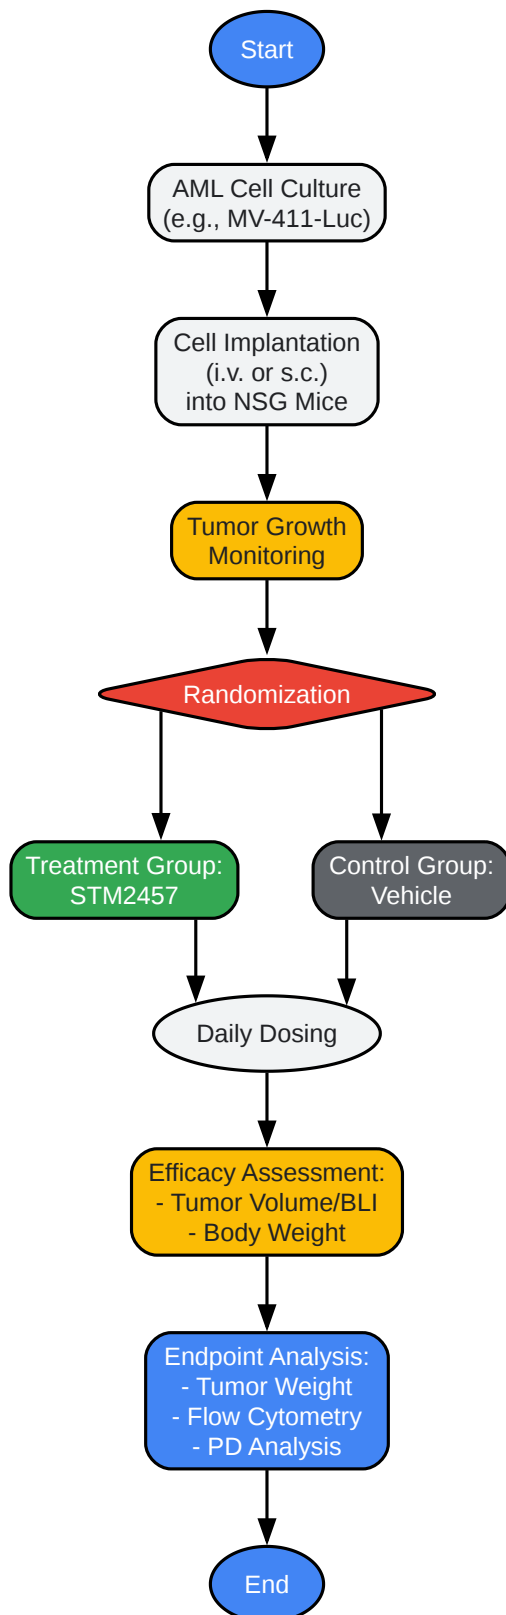 Start
AML Cell Culture
(e.g., MV-411-Luc)
Cell Implantation
(i.v. or s.c.)
into NSG Mice
Tumor Growth
Monitoring
Randomization
Treatment Group:
STM2457
Control Group:
Vehicle
Daily Dosing
Efficacy Assessment:
- Tumor Volume/BLI
- Body Weight
Endpoint Analysis:
- Tumor Weight
- Flow Cytometry
- PD Analysis
End